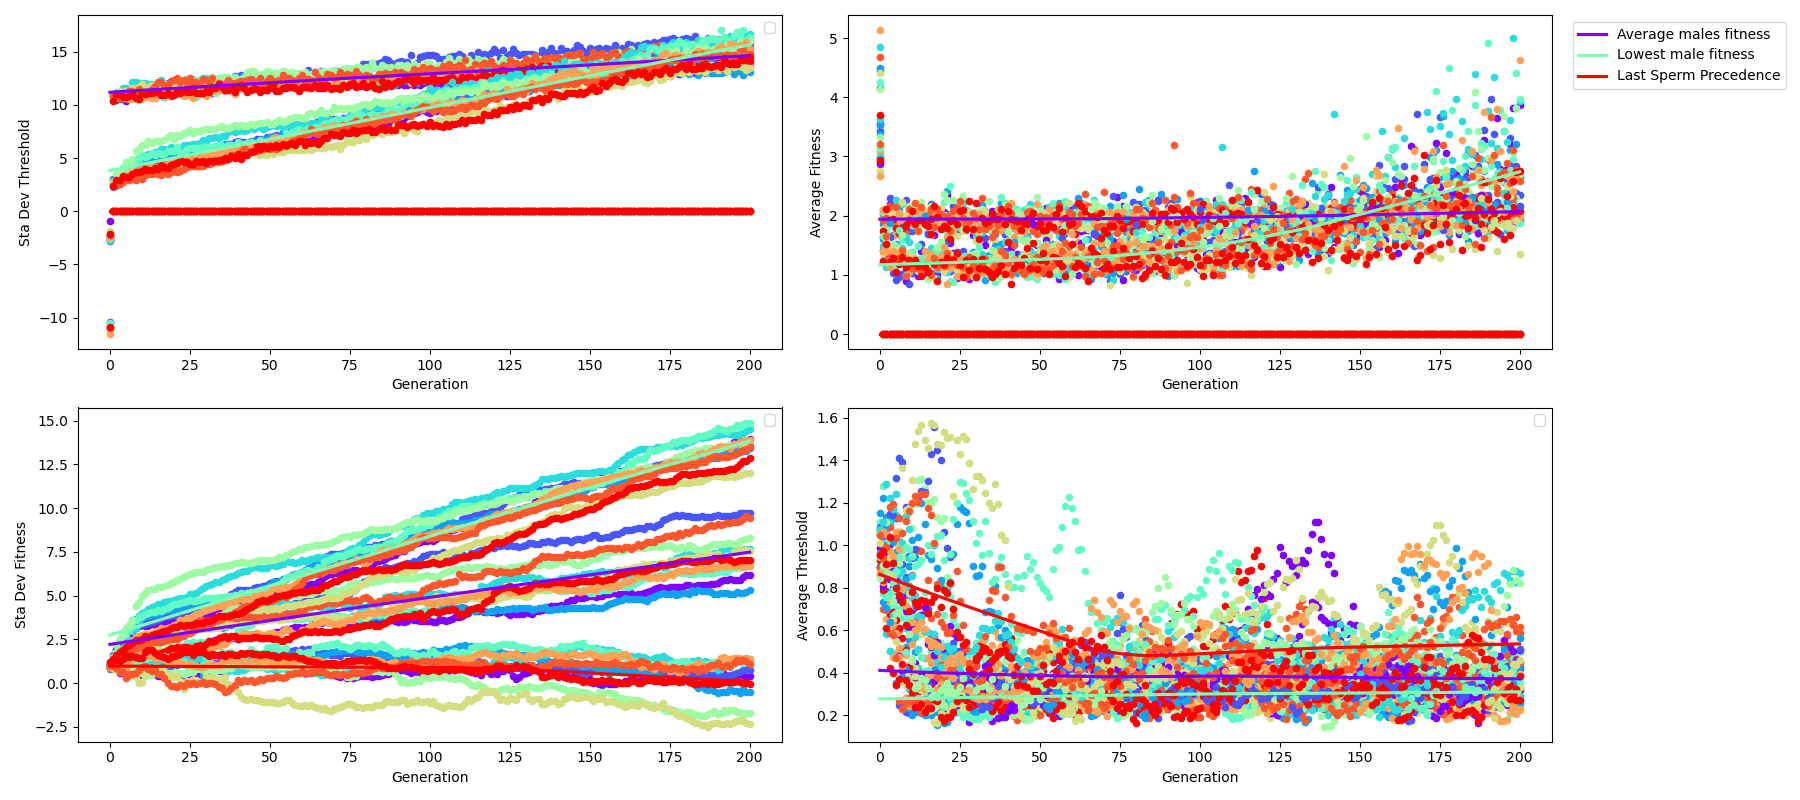 Sta Dev Threshold
15
10
5
0
−5
−10
0 25 50 75 100 125 150 175 200
Generation
Average Fitness
5
4
3
2
1
0
0 25 50 75 100 125 150 175 200
Generation
Average males fitness
Lowest male fitness
Last Sperm Precedence
Sta Dev Fitness
15.0
12.5
10.0
7.5
5.0
2.5
0.0
−2.5
0 25 50 75 100 125 150 175 200
Generation
Average Threshold
1.6
1.4
1.2
1.0
0.8
0.6
0.4
0.2
0 25 50 75 100 125 150 175 200
Generation